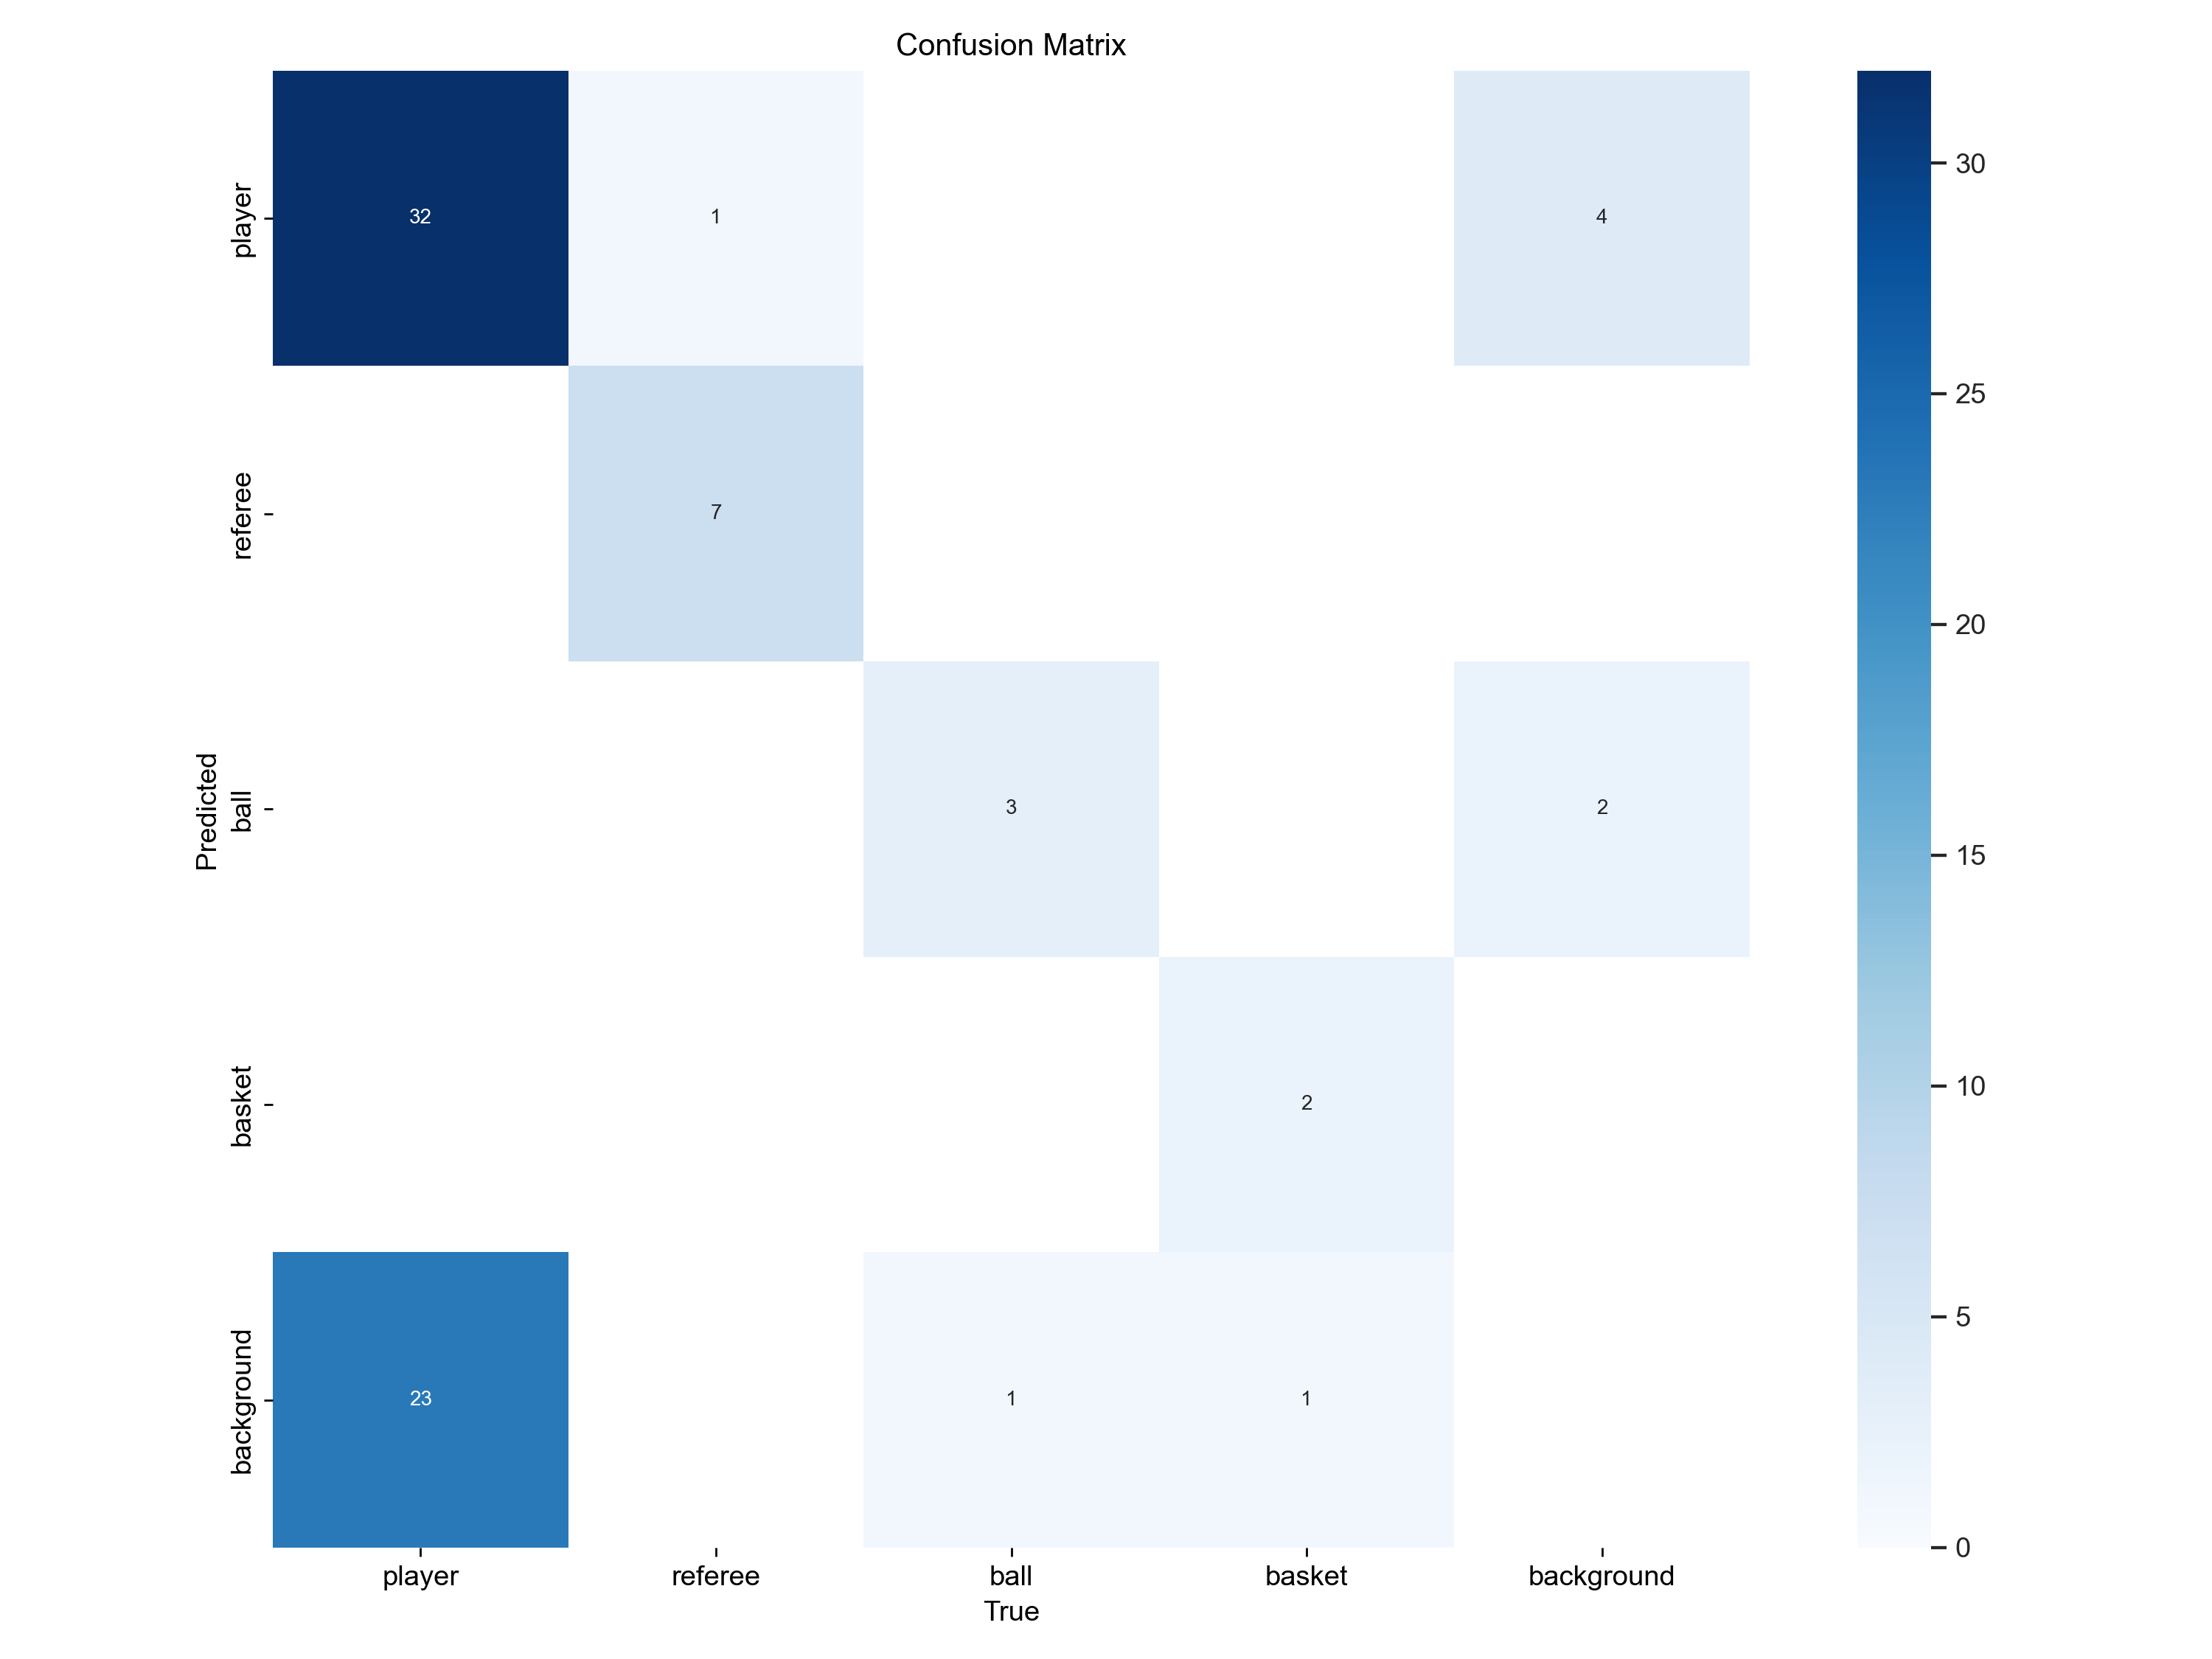 Confusion Matrix
player
32
1
4
referee
7
ball
3
2
basket
2
background
23
1
1
Predicted
player
referee
ball
basket
background
True
30
25
20
15
10
5
0